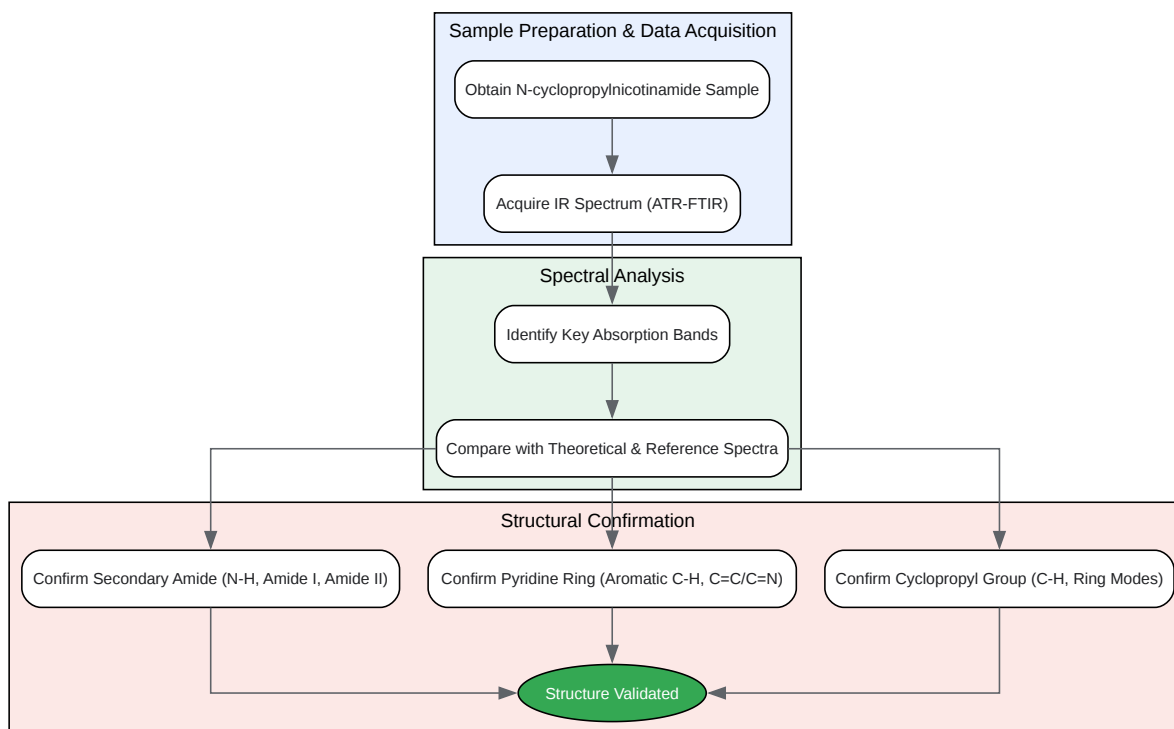 Sample Preparation & Data Acquisition
Obtain N-cyclopropylnicotinamide Sample
Acquire IR Spectrum (ATR-FTIR)
Spectral Analysis
Identify Key Absorption Bands
Compare with Theoretical & Reference Spectra
Structural Confirmation
Confirm Secondary Amide (N-H, Amide I, Amide II)
Confirm Pyridine Ring (Aromatic C-H, C=C/C=N)
Confirm Cyclopropyl Group (C-H, Ring Modes)
Structure Validated